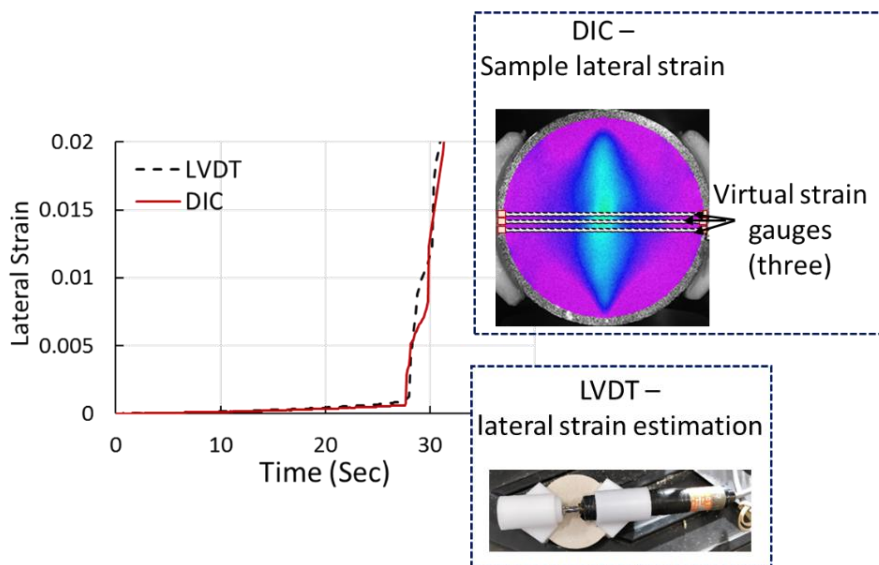 DIC –
Sample lateral strain
Virtual strain
gauges
(three)
0.02
0.015
0.01
0.005
0
LVDT
DIC
Lateral Strain
0
10
20
30
Time (Sec)
LVDT –
lateral strain estimation